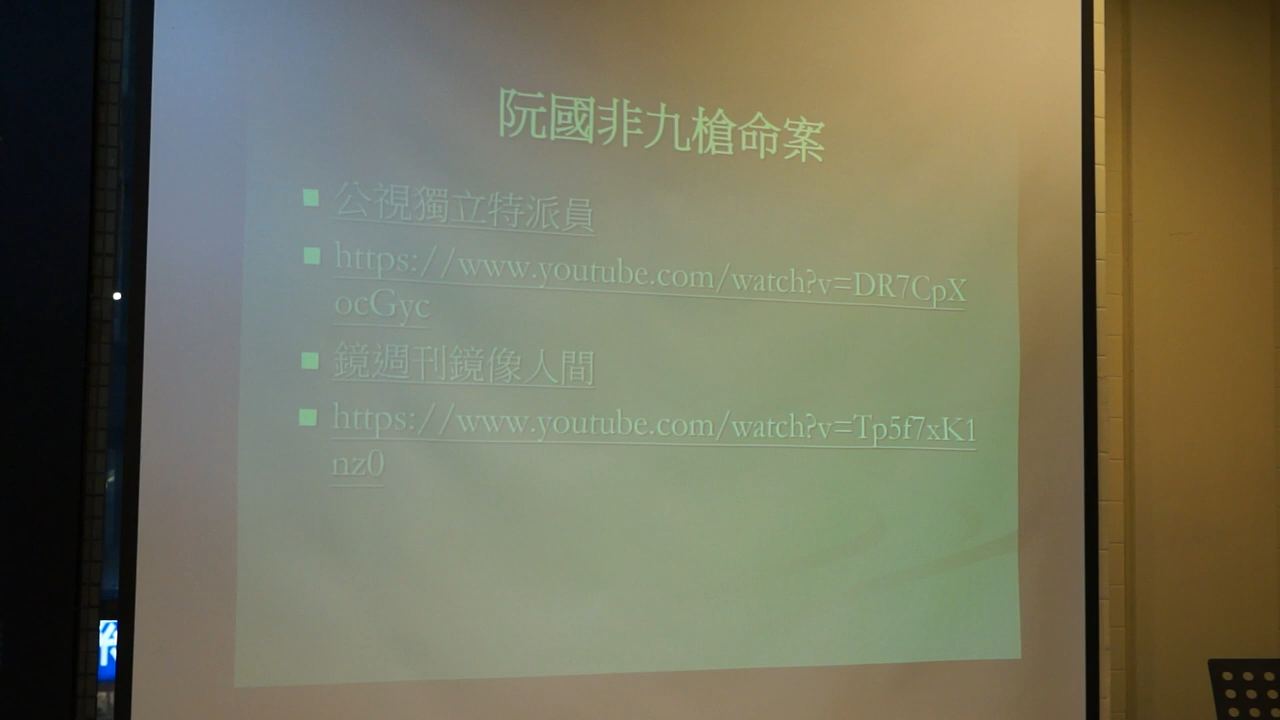 阮國非九槍命案
公視獨立特派員
https://www.youtube.com/watch?v=DR7CpX
ocGyc
鏡週刊鏡像人間
https://www.youtube.com/watch?v=Tp5f7xK1
nz0